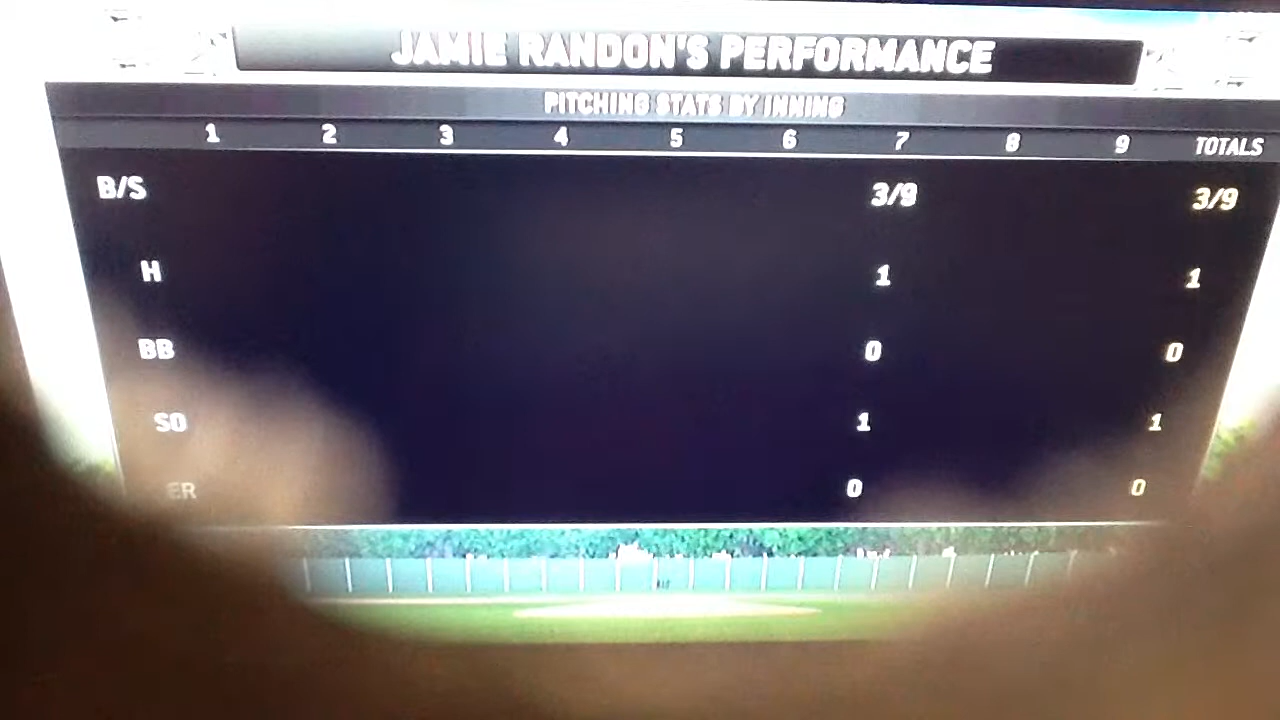 JAMIE RANDON'S PERFORMANCE
PITCHING STATS BY INNING
1 2 3 4 5 6 7 8 9 TOTALS
B/S 3/9 3/9
H 1 1
BB 0 0
SO 1 1
ER 0 0